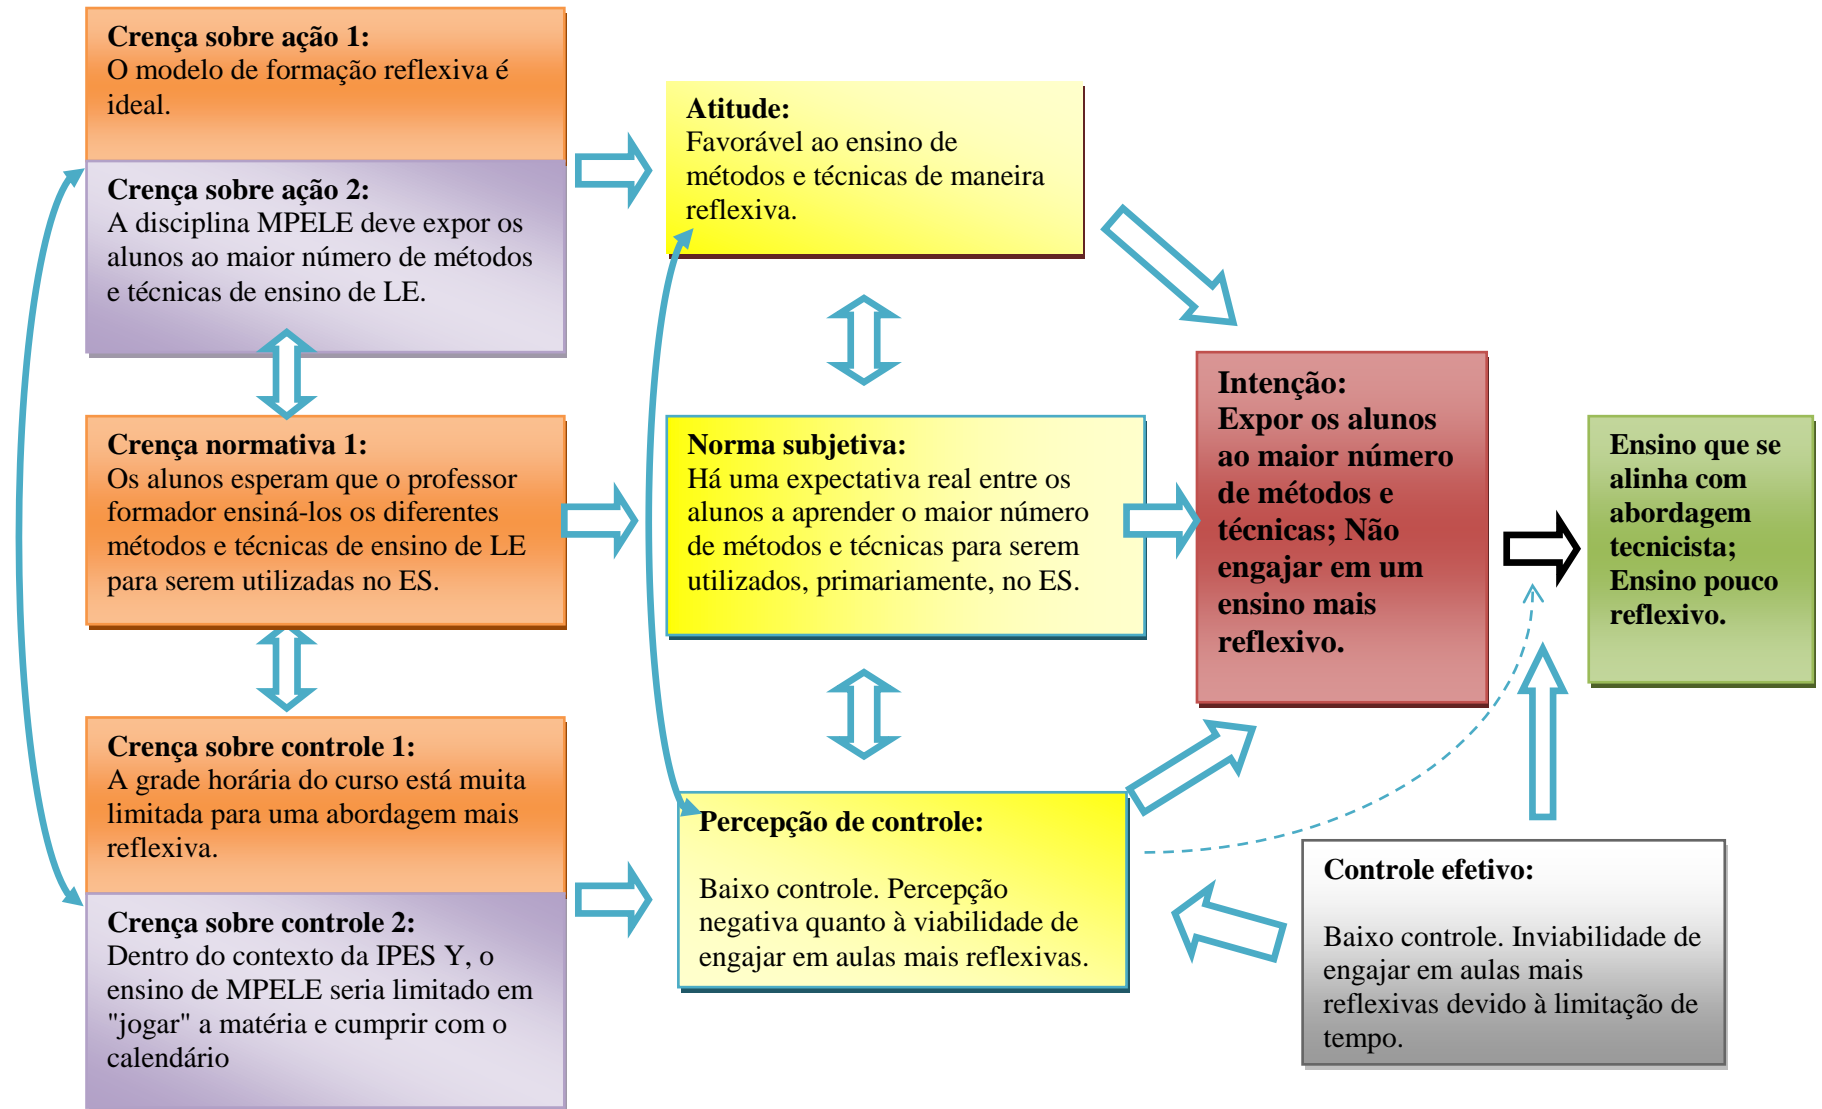 Crença sobre ação 1:
O modelo de formação reflexiva é
ideal.
Crença sobre ação 2:
A disciplina MPELE deve expor os
alunos ao maior número de métodos
e técnicas de ensino de LE.
Crença normativa 1:
Os alunos esperam que o professor
formador ensiná-los os diferentes
métodos e técnicas de ensino de LE
para serem utilizadas no ES.
Crença sobre controle 1:
A grade horária do curso está muita
limitada para uma abordagem mais
reflexiva.
Crença sobre controle 2:
Dentro do contexto da IPES Y, o
ensino de MPELE seria limitado em
"jogar" a matéria e cumprir com o
calendário
Atitude:
Favorável ao ensino de
métodos e técnicas de maneira
reflexiva.
Norma subjetiva:
Há uma expectativa real entre os
alunos a aprender o maior número
de métodos e técnicas para serem
utilizados, primariamente, no ES.
Percepção de controle:
Baixo controle. Percepção
negativa quanto à viabilidade de
engajar em aulas mais reflexivas.
Intenção:
Expor os alunos
ao maior número
de métodos e
técnicas; Não
engajar em um
ensino mais
reflexivo.
Controle efetivo:
Baixo controle. Inviabilidade de
engajar em aulas mais
reflexivas devido à limitação de
tempo.
Ensino que se
alinha com
abordagem
tecnicista;
Ensino pouco
reflexivo.